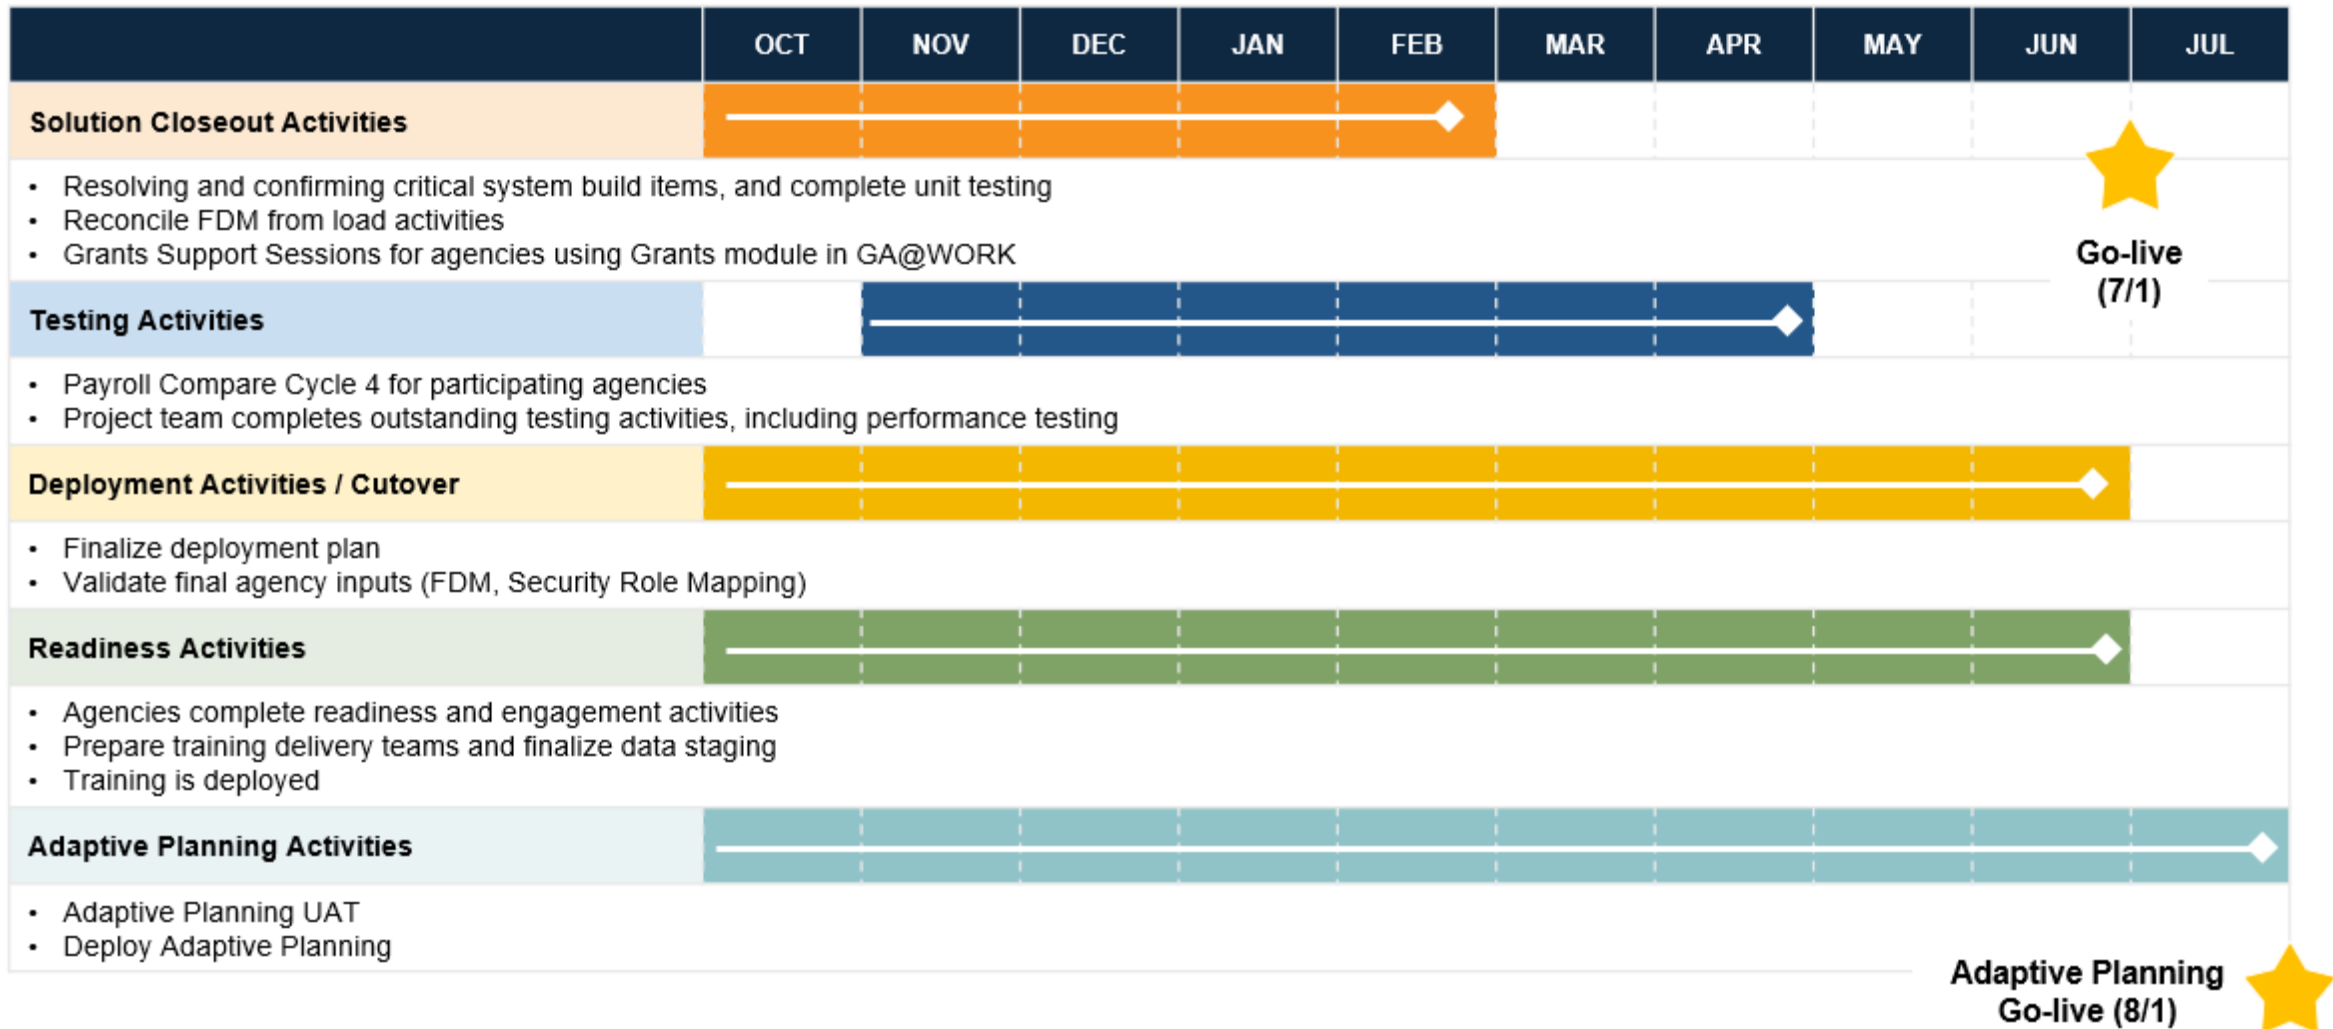 OCT NOV DEC JAN FEB MAR APR MAY JUN JUL
Solution Closeout Activities
• Resolving and confirming critical system build items, and complete unit testing
• Reconcile FDM from load activities
• Grants Support Sessions for agencies using Grants module in GA@WORK
Go-live
(7/1)
Testing Activities
• Payroll Compare Cycle 4 for participating agencies
• Project team completes outstanding testing activities, including performance testing
Deployment Activities / Cutover
• Finalize deployment plan
• Validate final agency inputs (FDM, Security Role Mapping)
Readiness Activities
• Agencies complete readiness and engagement activities
• Prepare training delivery teams and finalize data staging
• Training is deployed
Adaptive Planning Activities
• Adaptive Planning UAT
• Deploy Adaptive Planning
Adaptive Planning
Go-live (8/1)